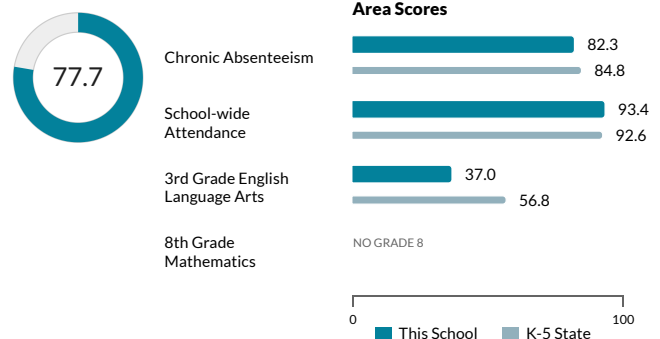 Area Scores
77.7
Chronic Absenteeism
82.3
84.8
School-wide
Attendance
93.4
92.6
3rd Grade English
Language Arts
37.0
56.8
8th Grade
Mathematics
NO GRADE 8
0
100
This School
K-5 State